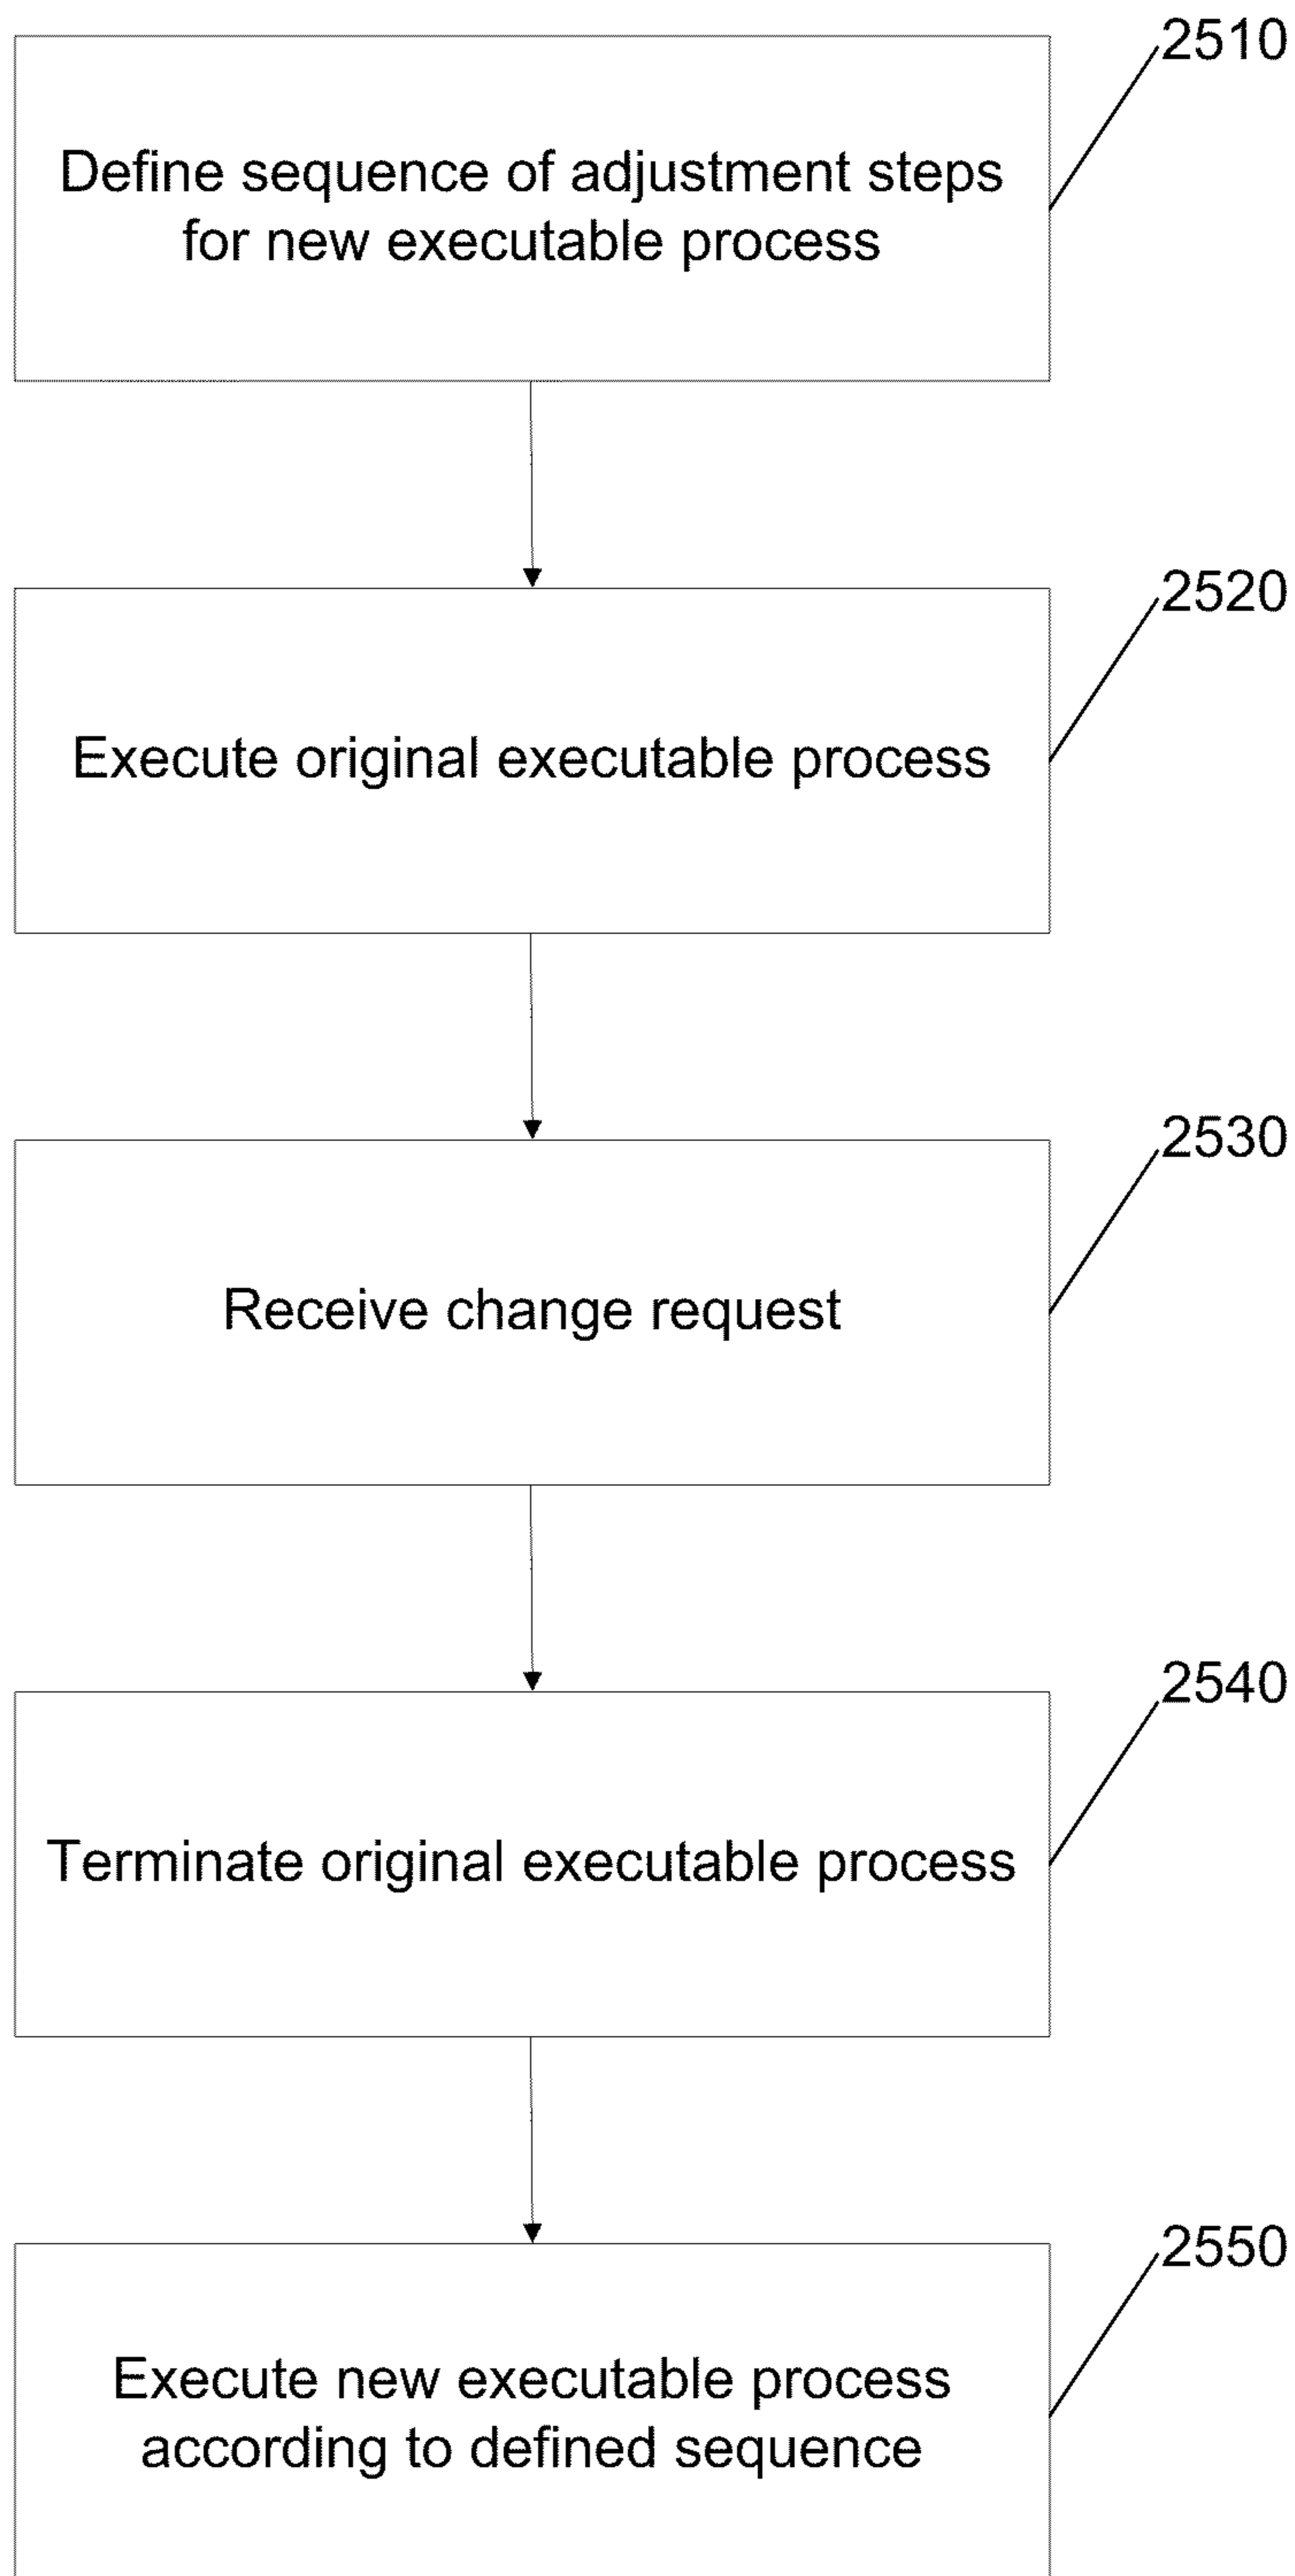 2510
Define sequence of adjustment steps
for new executable process
2520
Execute original executable process
2530
Receive change request
2540
Terminate original executable process
2550
Execute new executable process
according to defined sequence